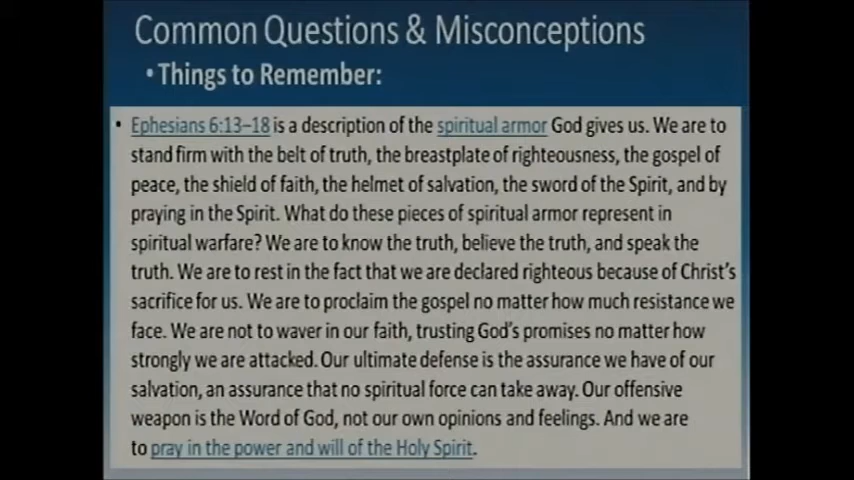 Common Questions & Misconceptions
•Things to Remember:
• Ephesians 6:13–18 is a description of the spiritual armor God gives us. We are to
stand firm with the belt of truth, the breastplate of righteousness, the gospel of
peace, the shield of faith, the helmet of salvation, the sword of the Spirit, and by
praying in the Spirit. What do these pieces of spiritual armor represent in
spiritual warfare? We are to know the truth, believe the truth, and speak the
truth. We are to rest in the fact that we are declared righteous because of Christ's
sacrifice for us. We are to proclaim the gospel no matter how much resistance we
face. We are not to waver in our faith, trusting God's promises no matter how
strongly we are attacked. Our ultimate defense is the assurance we have of our
salvation, an assurance that no spiritual force can take away. Our offensive
weapon is the Word of God, not our own opinions and feelings. And we are
to pray in the power and will of the Holy Spirit.